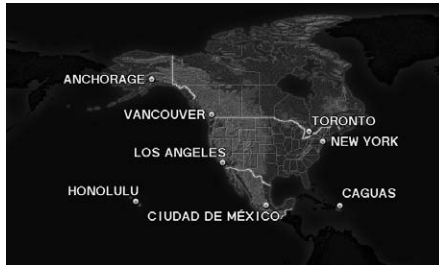 ANCHORAGE
VANCOUVER
TORONTO
NEW YORK
LOS ANGELES
HONOLULU
CAGUAS
CIUDAD DE MÉXICO